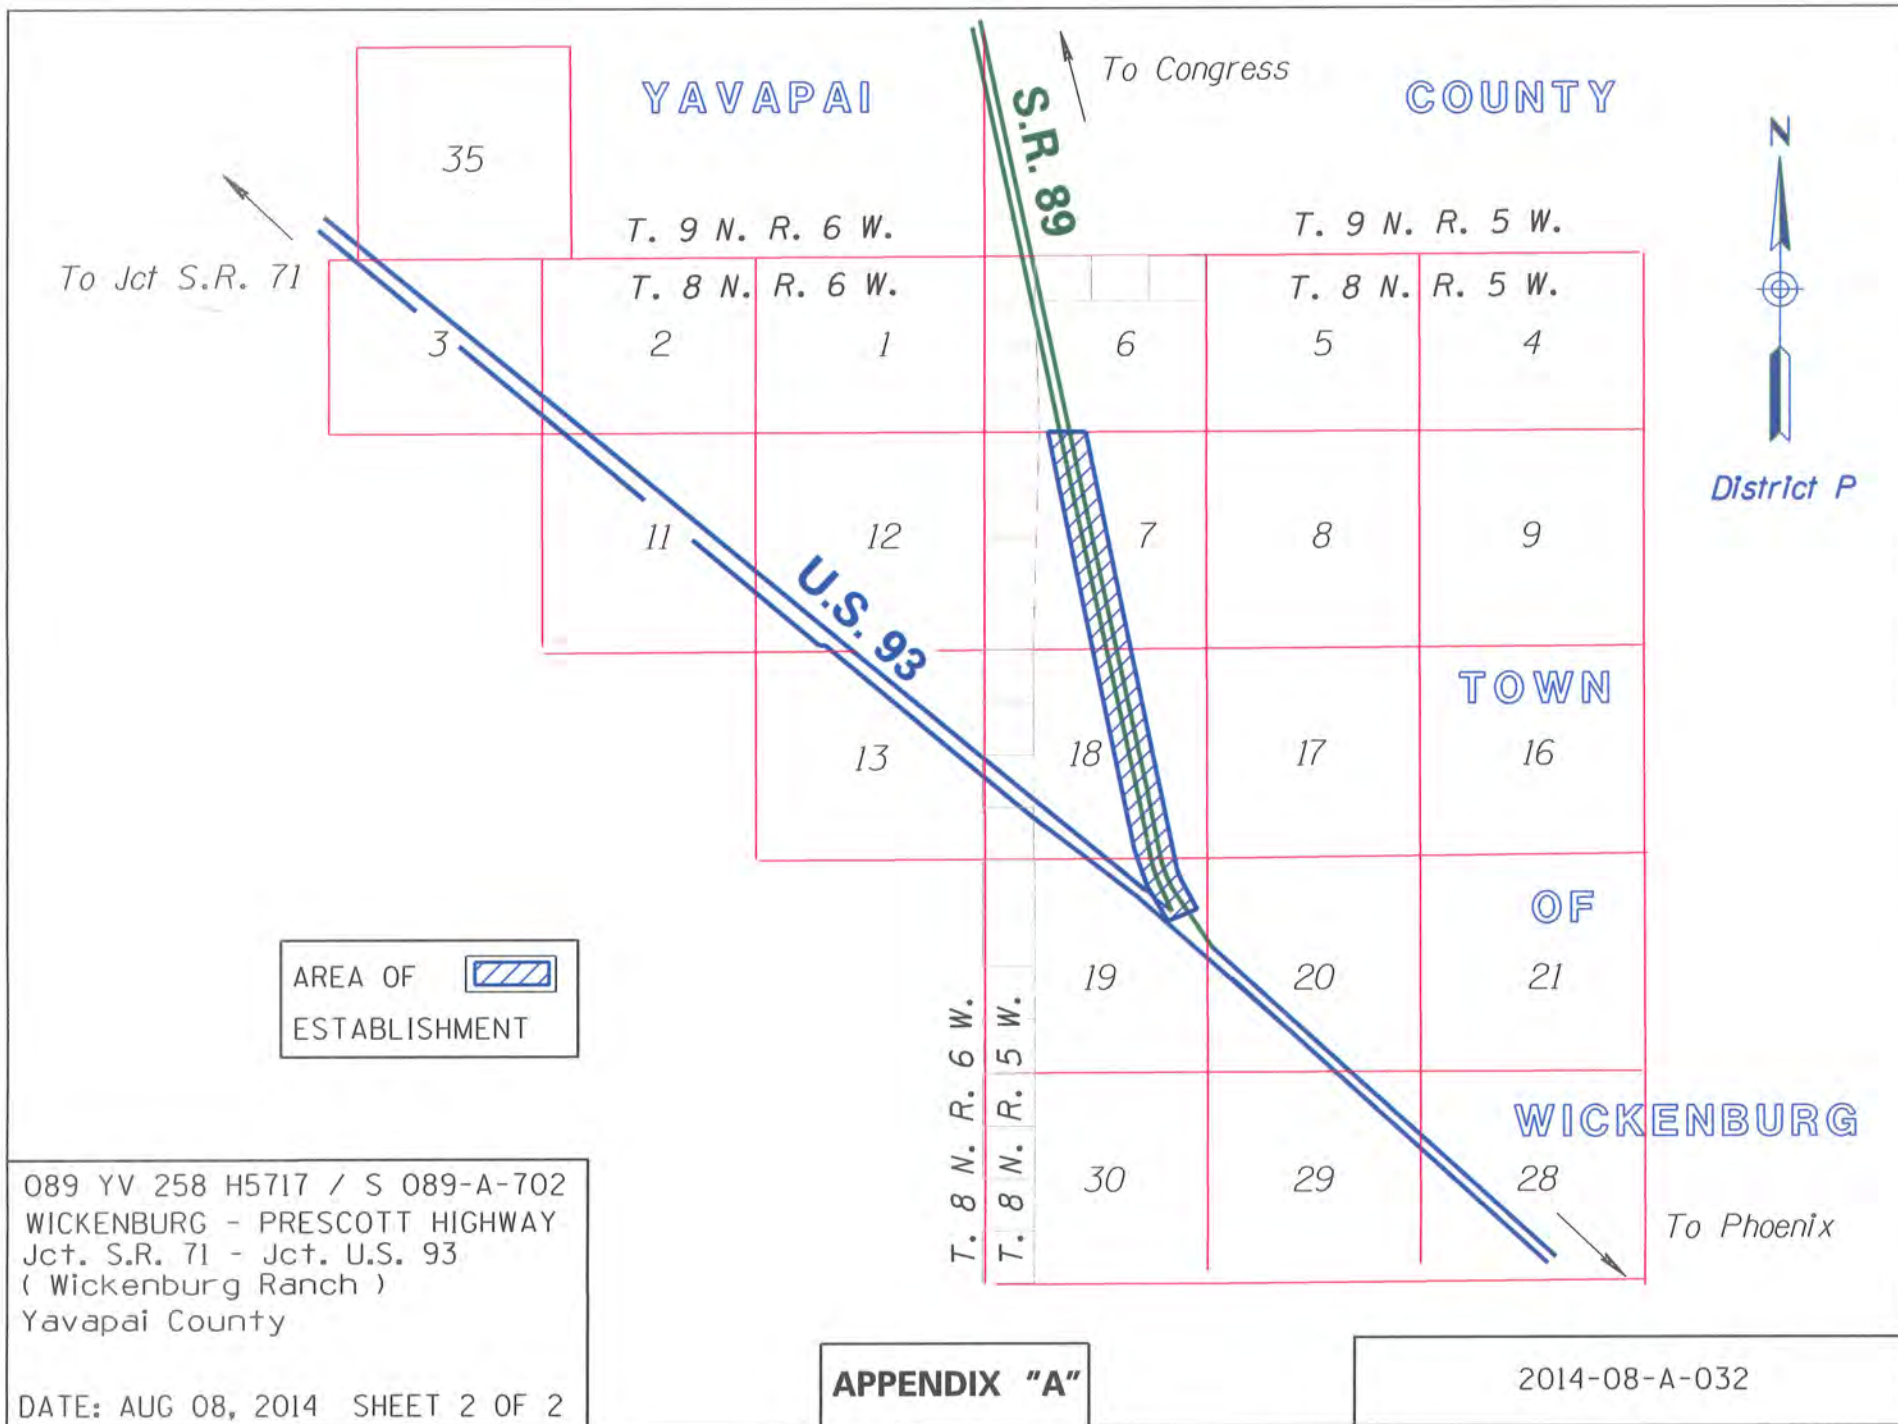 To Congress
YAVAPAI COUNTY
S.R. 89
N
35
T. 9 N. R. 6 W.
T. 9 N. R. 5 W.
To Jct S.R. 71
T. 8 N. R. 6 W.
T. 8 N. R. 5 W.
3
2
1
6
5
4
District P
11
12
7
8
9
U.S. 93
TOWN
13
18
17
16
OF
19
20
21
AREA OF
ESTABLISHMENT
T. 8 N. R. 6 W.
T. 8 N. R. 5 W.
WICKENBURG
30
29
28
To Phoenix
089 YV 258 H5717 / S 089-A-702
WICKENBURG - PRESCOTT HIGHWAY
Jct. S.R. 71 - Jct. U.S. 93
( Wickenburg Ranch )
Yavapai County
DATE: AUG 08, 2014 SHEET 2 OF 2
APPENDIX "A"
2014-08-A-032